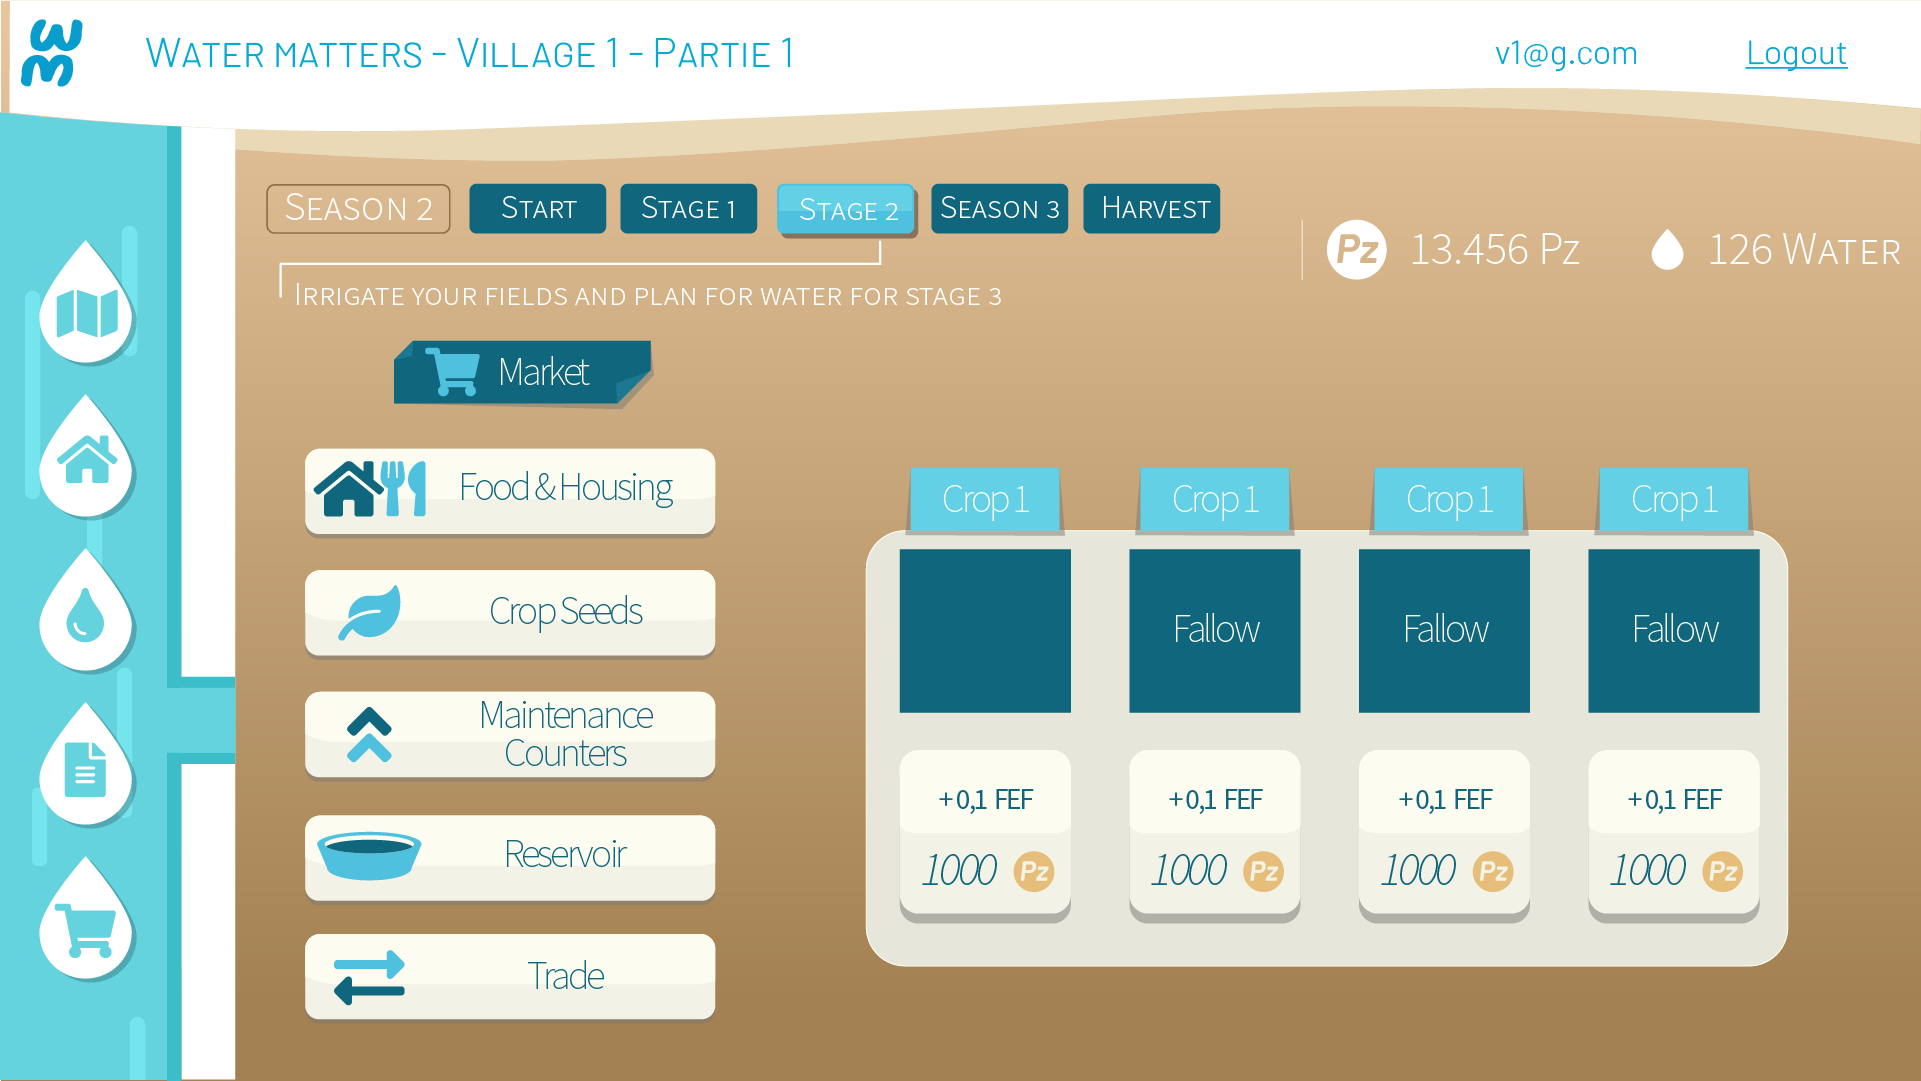 WM
WATER MATTERS - VILLAGE 1 - PARTIE 1
v1@g.com
Logout
SEASON 2
START
STAGE 1
STAGE 2
SEASON 3
HARVEST
Pz 13.456 Pz
126 WATER
IRRIGATE YOUR FIELDS AND PLAN FOR WATER FOR STAGE 3
Market
Food & Housing
Crop Seeds
Maintenance
Counters
Reservoir
Trade
Crop 1
Crop 1
Crop 1
Crop 1
Fallow
Fallow
Fallow
+0,1 FEF
+0,1 FEF
+0,1 FEF
+0,1 FEF
1000 Pz
1000 Pz
1000 Pz
1000 Pz